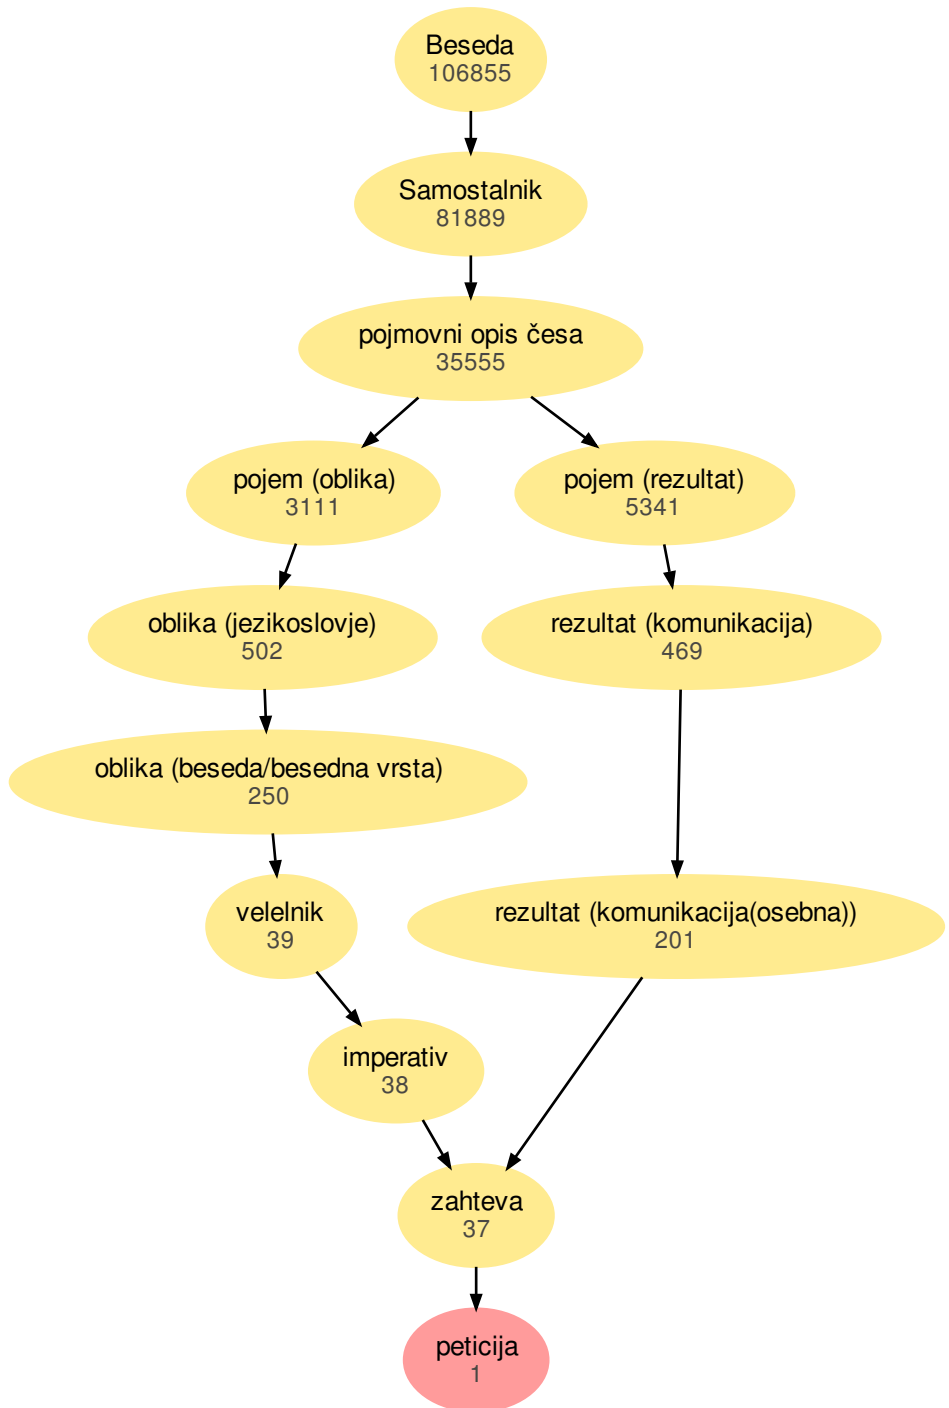 Beseda
106855
Samostalnik
81889
pojmovni opis česa
35555
pojem (oblika)
3111
pojem (rezultat)
5341
oblika (jezikoslovje)
502
rezultat (komunikacija)
469
oblika (beseda/besedna vrsta)
250
velelnik
39
rezultat (komunikacija(osebna))
201
imperativ
38
zahteva
37
peticija
1